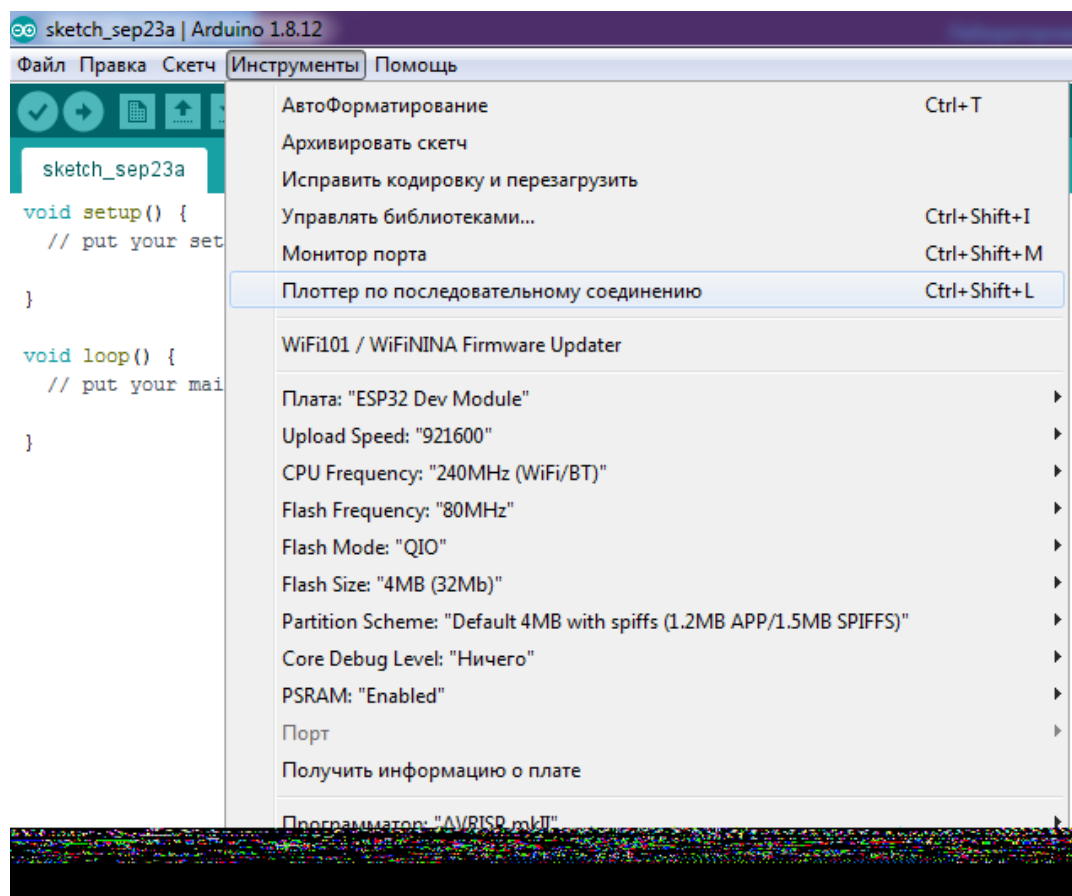 sketch_sep23a | Arduino 1.8.12
Файл Правка Скетч Инструменты Помощь
sketch_sep23a
void setup() {
// put your set
}
void loop() {
// put your mai
}
АвтоФорматирование Ctrl+T
Архивировать скетч
Исправить кодировку и перезагрузить
Управлять библиотеками... Ctrl+Shift+I
Монитор порта Ctrl+Shift+M
Плоттер по последовательному соединению Ctrl+Shift+L
WiFi101 / WiFiNINA Firmware Updater
Плата: "ESP32 Dev Module"
Upload Speed: "921600"
CPU Frequency: "240MHz (WiFi/BT)"
Flash Frequency: "80MHz"
Flash Mode: "QIO"
Flash Size: "4MB (32Mb)"
Partition Scheme: "Default 4MB with spiffs (1.2MB APP/1.5MB SPIFFS)"
Core Debug Level: "Ничего"
PSRAM: "Enabled"
Порт
Получить информацию о плате
Программатор: "AVRISP mkII"